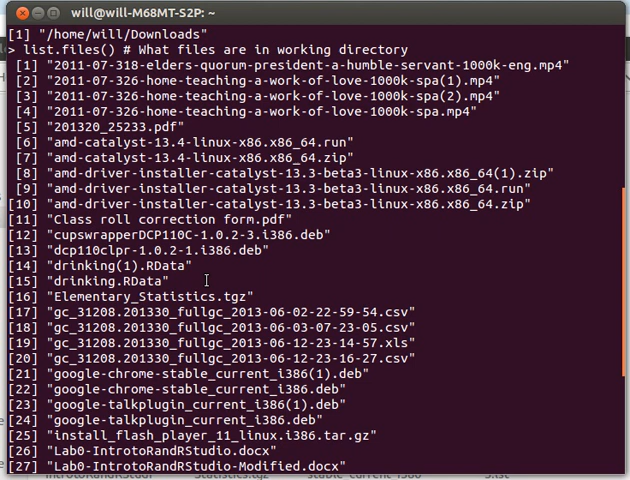 will@will-M68MT-S2P: ~
[1] "/home/will/Downloads"
> list.files() # What files are in working directory
[1] "2011-07-318-elders-quorum-president-a-humble-servant-1000k-eng.mp4"
[2] "2011-07-326-home-teaching-a-work-of-love-1000k-spa(1).mp4"
[3] "2011-07-326-home-teaching-a-work-of-love-1000k-spa(2).mp4"
[4] "2011-07-326-home-teaching-a-work-of-love-1000k-spa.mp4"
[5] "201320_25233.pdf"
[6] "amd-catalyst-13.4-linux-x86.x86_64.run"
[7] "amd-catalyst-13.4-linux-x86.x86_64.zip"
[8] "amd-driver-installer-catalyst-13.3-beta3-linux-x86.x86_64(1).zip"
[9] "amd-driver-installer-catalyst-13.3-beta3-linux-x86.x86_64.run"
[10] "amd-driver-installer-catalyst-13.3-beta3-linux-x86.x86_64.zip"
[11] "Class roll correction form.pdf"
[12] "cupswrapperDCP110C-1.0.2-3.i386.deb"
[13] "dcp110clpr-1.0.2-1.i386.deb"
[14] "drinking(1).RData"
[15] "drinking.RData"
[16] "Elementary_Statistics.tgz"
[17] "gc_31208.201330_fullgc_2013-06-02-22-59-54.csv"
[18] "gc_31208.201330_fullgc_2013-06-03-07-23-05.csv"
[19] "gc_31208.201330_fullgc_2013-06-12-23-14-57.xls"
[20] "gc_31208.201330_fullgc_2013-06-12-23-16-27.csv"
[21] "google-chrome-stable_current_i386(1).deb"
[22] "google-chrome-stable_current_i386.deb"
[23] "google-talkplugin_current_i386(1).deb"
[24] "google-talkplugin_current_i386.deb"
[25] "install_flash_player_11_linux.i386.tar.gz"
[26] "Lab0-IntrotoRandRStudio.docx"
[27] "Lab0-IntrotoRandRStudio-Modified.docx"